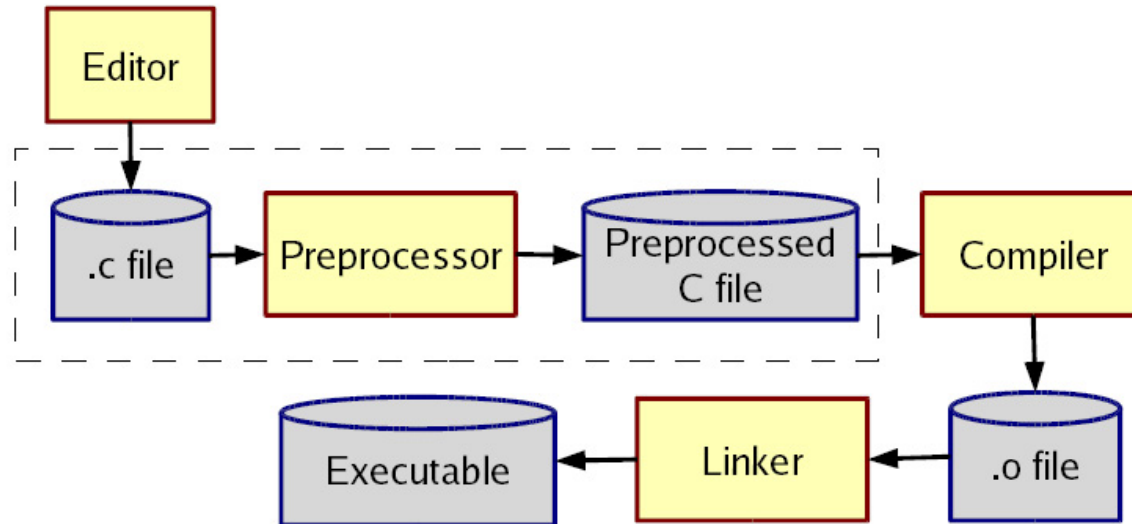 Editor
.c file
Preprocessor
Preprocessed
C file
Compiler
Executable
Linker
.o file